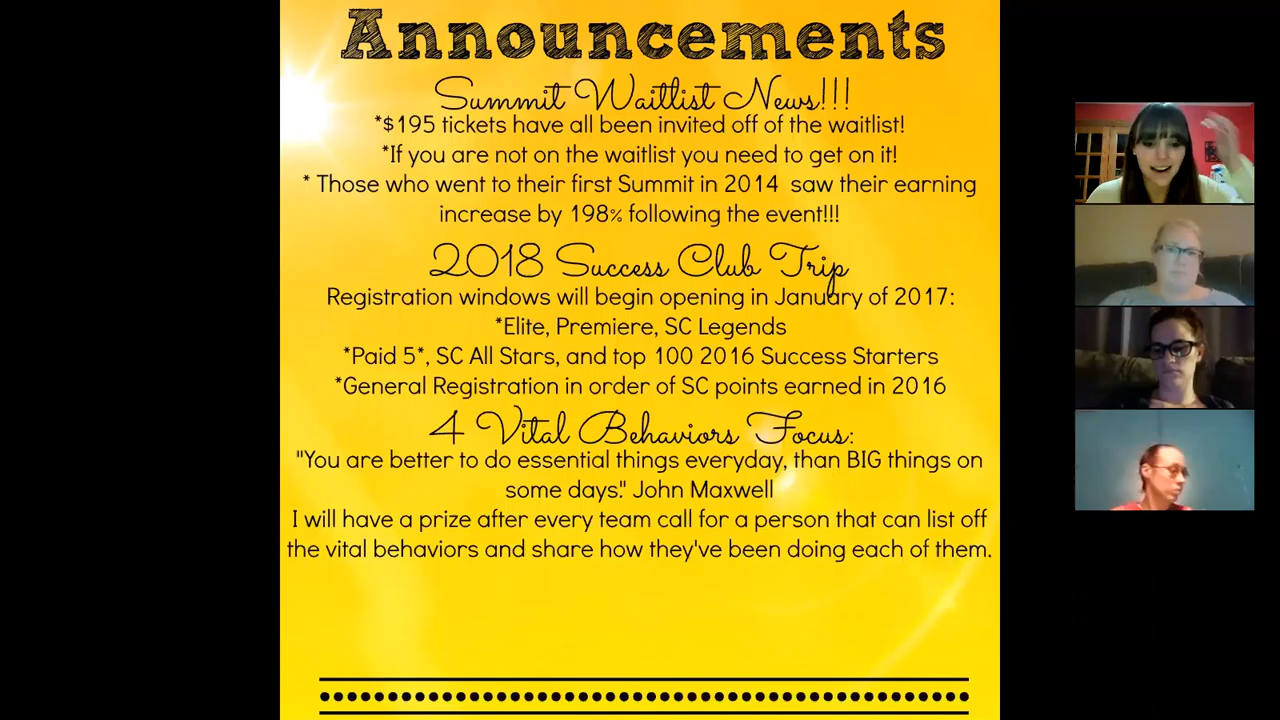 Announcements
Summit Waitlist News!!!
*$195 tickets have all been invited off of the waitlist!
*If you are not on the waitlist you need to get on it!
* Those who went to their first Summit in 2014 saw their earning
increase by 198% following the event!!!
2018 Success Club Trip
Registration windows will begin opening in January of 2017:
*Elite, Premiere, SC Legends
*Paid 5*, SC All Stars, and top 100 2016 Success Starters
*General Registration in order of SC points earned in 2016
4 Vital Behaviors Focus:
"You are better to do essential things everyday, than BIG things on
some days." John Maxwell
I will have a prize after every team call for a person that can list off
the vital behaviors and share how they've been doing each of them.